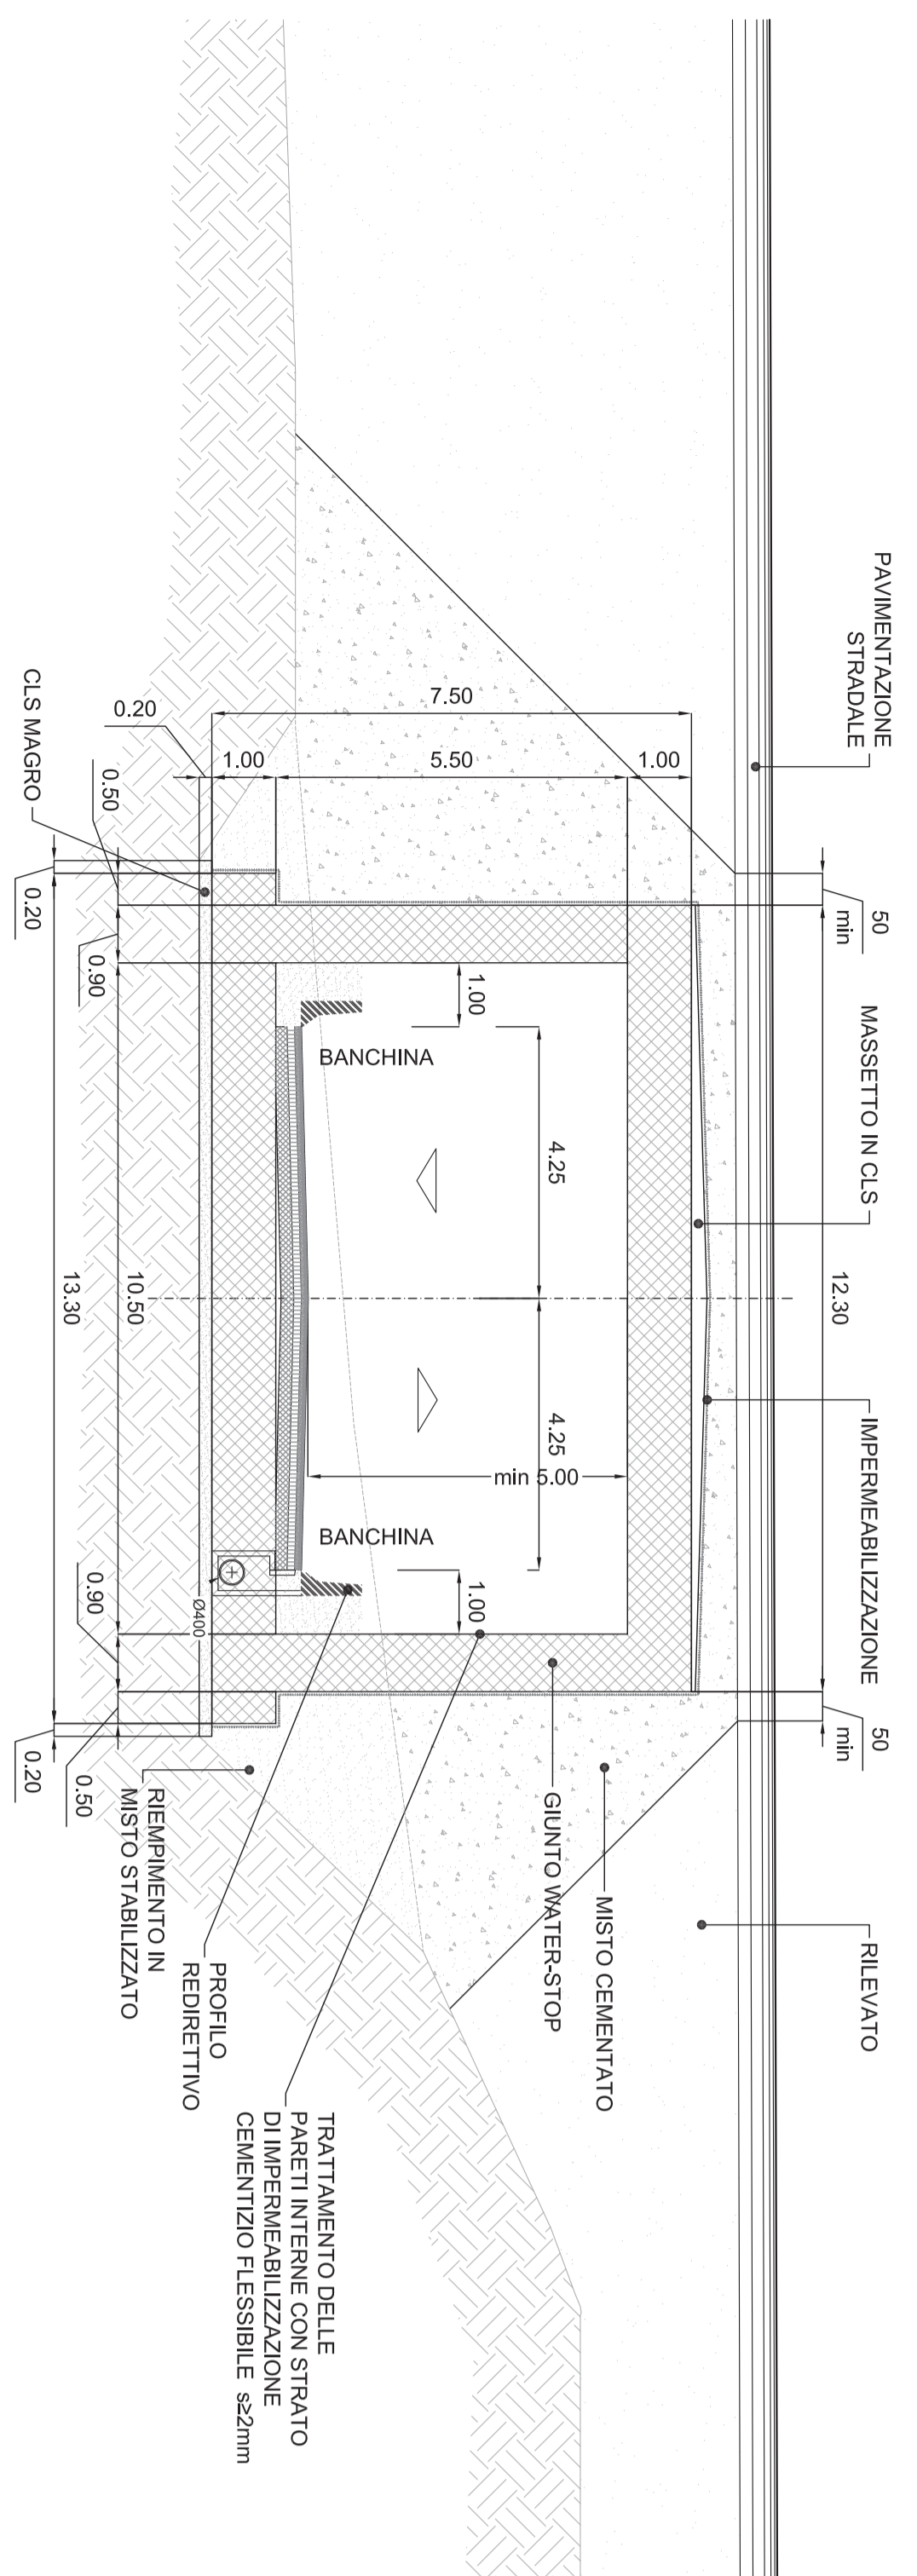 PAVIMENTAZIONE
STRADALE
MASSETTO IN CLS
IMPERMEABILIZZAZIONE
RILEVATO
50
min
12.30
50
min
7.50
1.00
5.50
1.00
0.20
1.00
4.25
4.25
1.00
min 5.00
BANCHINA
BANCHINA
MISTO CEMENTATO
GIUNTO WATER-STOP
TRATTAMENTO DELLE
PARETI INTERNE CON STRATO
DI IMPERMEABILIZZAZIONE
CEMENTIZIO FLESSIBILE s≥2mm
PROFILO
REDIRETTIVO
RIEMPIMENTO IN
MISTO STABILIZZATO
Ø400
CLS MAGRO
0.50
0.90
10.50
0.90
0.50
0.20
13.30
0.20